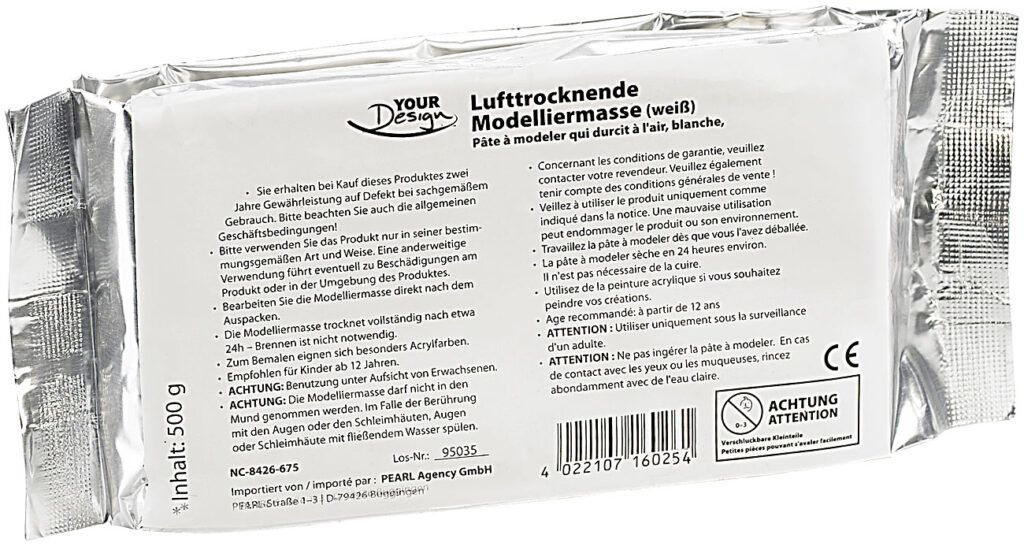 YOUR
Design
Lufttrocknende
Modelliermasse (weiß)
Pâte à modeler qui durcit à l'air, blanche,
• Sie erhalten bei Kauf dieses Produktes zwei
Jahre Gewährleistung auf Defekt bei sachgemäßem
Gebrauch. Bitte beachten Sie auch die allgemeinen
Geschäftsbedingungen!
• Bitte verwenden Sie das Produkt nur in seiner bestim-
mungsgemäßen Art und Weise. Eine anderweitige
Verwendung führt eventuell zu Beschädigungen am
Produkt oder in der Umgebung des Produktes.
• Bearbeiten Sie die Modelliermasse direkt nach dem
Auspacken.
• Die Modelliermasse trocknet vollständig nach etwa
24h – Brennen ist nicht notwendig.
• Zum Bemalen eignen sich besonders Acrylfarben.
• Empfohlen für Kinder ab 12 Jahren.
• ACHTUNG: Benutzung unter Aufsicht von Erwachsenen.
• ACHTUNG: Die Modelliermasse darf nicht in den
Mund genommen werden. Im Falle der Berührung
mit den Augen oder den Schleimhäuten, Augen
oder Schleimhäute mit fließendem Wasser spülen.
NC-8426-675
Los-Nr.: 95035
Importiert von / importé par : PEARL Agency GmbH
PEARL-Straße 1–3 | D-79426 Buggingen
**Inhalt: 500 g
• Concernant les conditions de garantie, veuillez
contacter votre revendeur. Veuillez également
tenir compte des conditions générales de vente !
• Veillez à utiliser le produit uniquement comme
indiqué dans la notice. Une mauvaise utilisation
peut endommager le produit ou son environnement.
• Travaillez la pâte à modeler dès que vous l'avez déballée.
• La pâte à modeler sèche en 24 heures environ.
Il n'est pas nécessaire de la cuire.
• Utilisez de la peinture acrylique si vous souhaitez
peindre vos créations.
• Age recommandé: à partir de 12 ans
• ATTENTION : Utiliser uniquement sous la surveillance
d'un adulte.
• ATTENTION : Ne pas ingérer la pâte à modeler. En cas
de contact avec les yeux ou les muqueuses, rincez
abondamment avec de l'eau claire.
CE
4 022107 160254
0-3
ACHTUNG
ATTENTION
Verschluckbare Kleinteile
Petites pièces pouvant s'avaler facilement